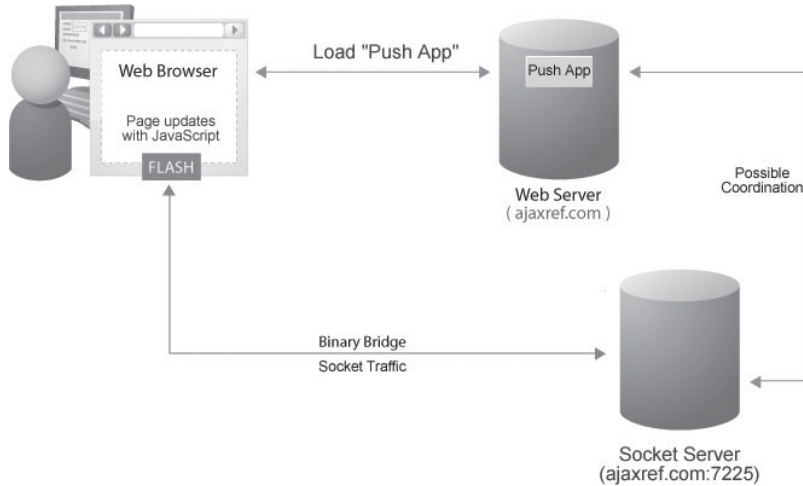 Web Browser
Page updates
with JavaScript
FLASH
Load "Push App"
Push App
Web Server
( ajaxref.com )
Possible
Coordination
Binary Bridge
Socket Traffic
Socket Server
(ajaxref.com:7225)